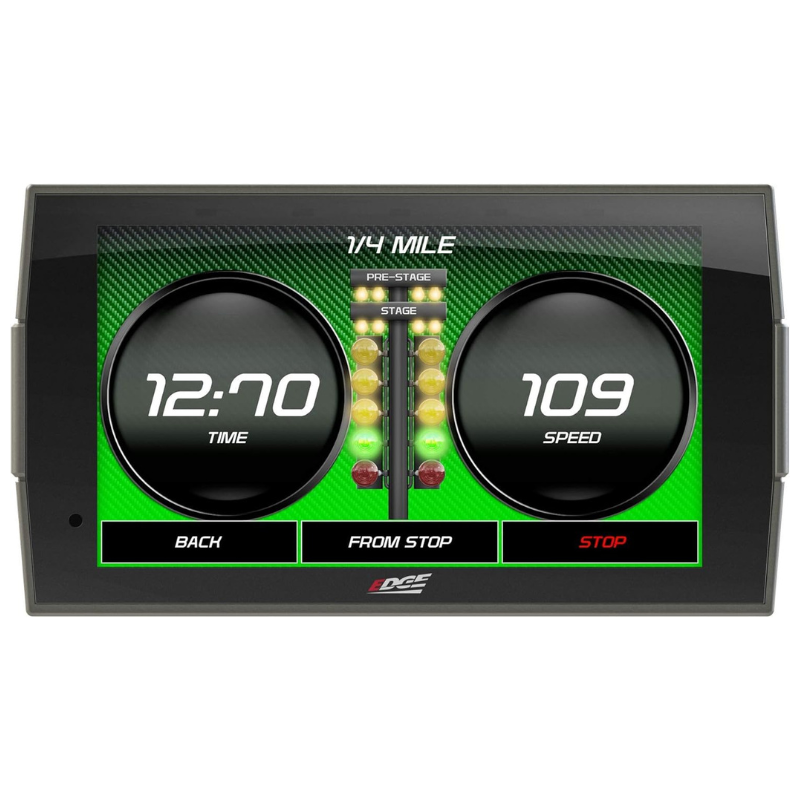 1/4 MILE
PRE-STAGE
STAGE
12:70
TIME
109
SPEED
BACK
FROM STOP
STOP
EDGE